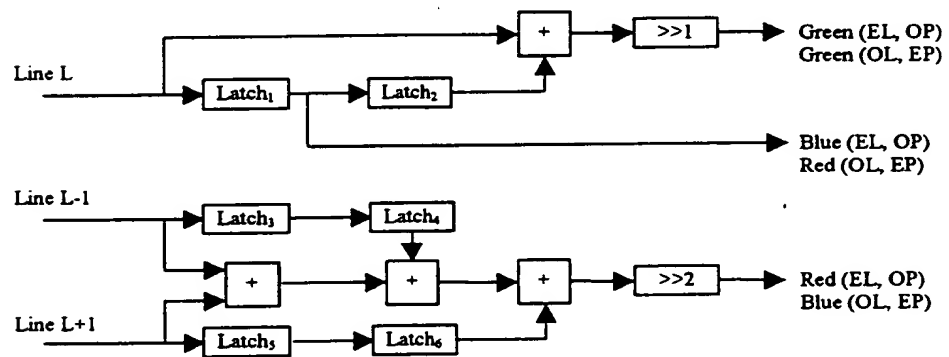 +
>>1
Green (EL, OP)
Green (OL, EP)
Line L
Latch₁
Latch₂
Blue (EL, OP)
Red (OL, EP)
Line L-1
Latch₃
Latch₄
+
+
+
>>2
Red (EL, OP)
Blue (OL, EP)
Line L+1
Latch₅
Latch₆